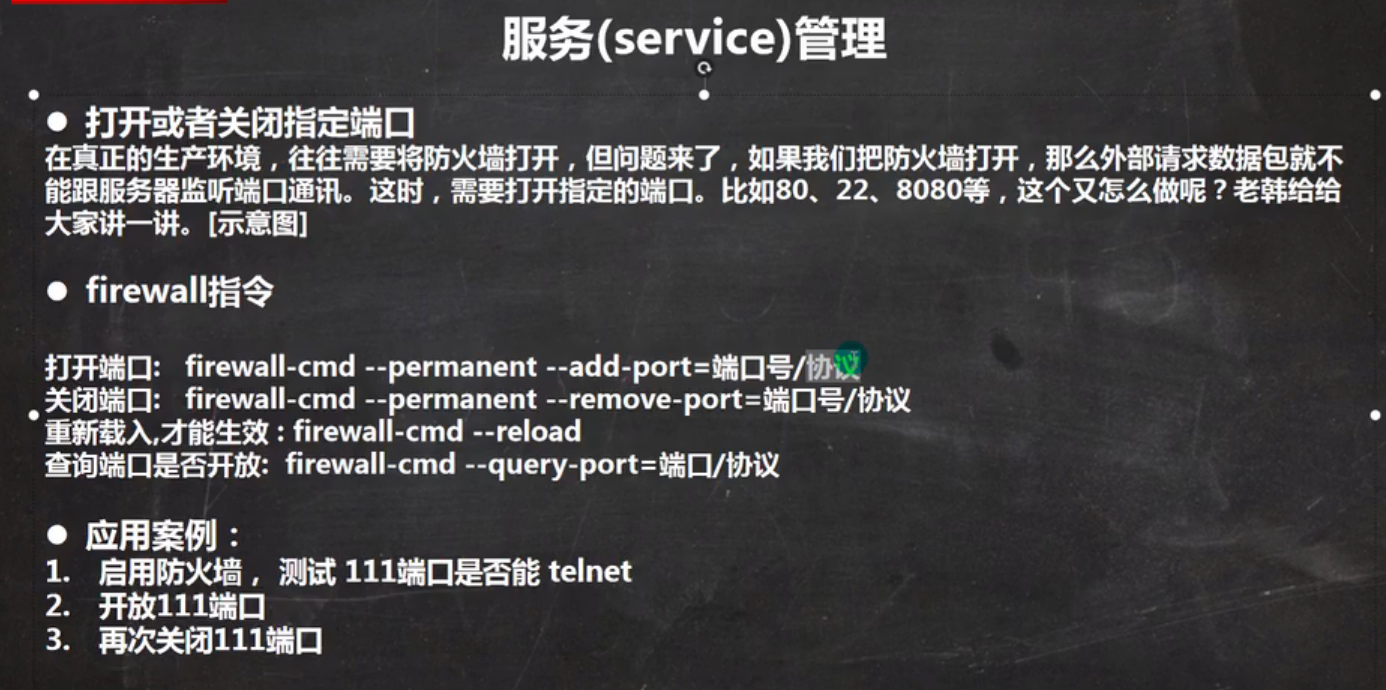 服务(service)管理
● 打开或者关闭指定端口
在真正的生产环境，往往需要将防火墙打开，但问题来了，如果我们把防火墙打开，那么外部请求数据包就不
能跟服务器监听端口通讯。这时，需要打开指定的端口。比如80、22、8080等，这个又怎么做呢？老韩给给
大家讲一讲。[示意图]
● firewall指令
打开端口: firewall-cmd --permanent --add-port=端口号/协议
关闭端口: firewall-cmd --permanent --remove-port=端口号/协议
重新载入,才能生效 : firewall-cmd --reload
查询端口是否开放: firewall-cmd --query-port=端口/协议
● 应用案例：
1. 启用防火墙， 测试 111端口是否能 telnet
2. 开放111端口
3. 再次关闭111端口